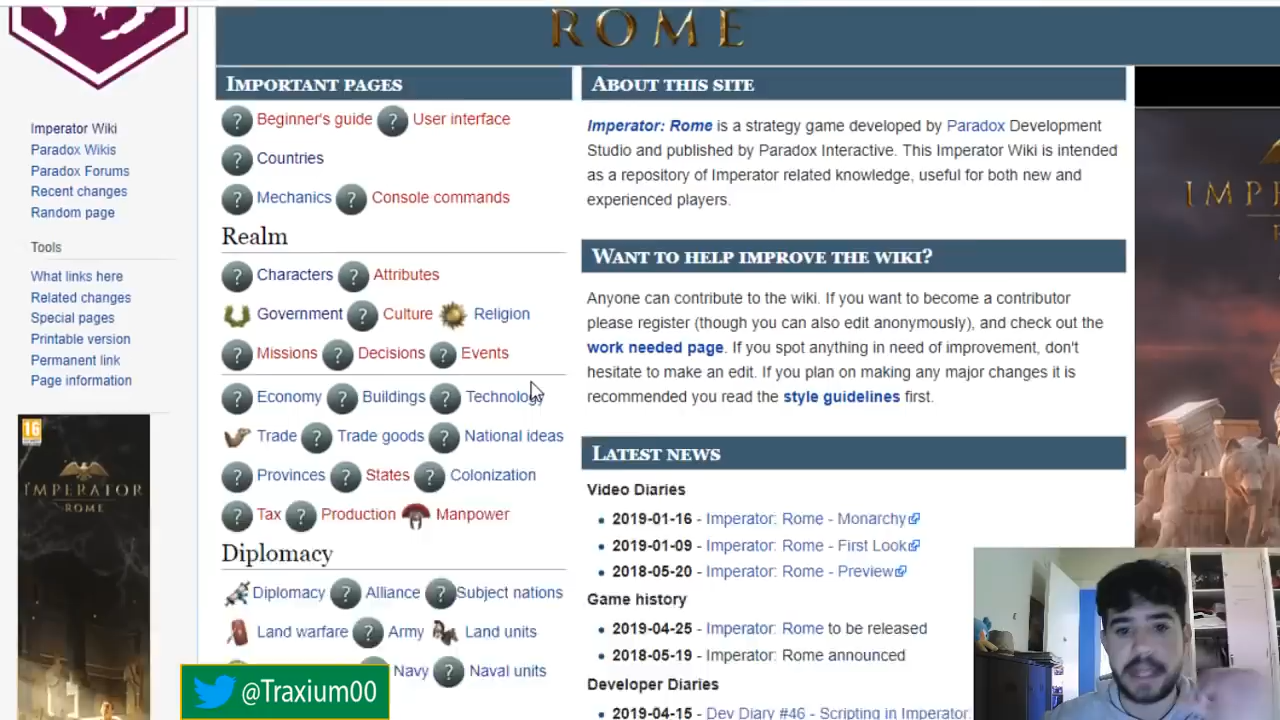 ROME
IMPORTANT PAGES
Beginner's guide User interface
Countries
Mechanics Console commands
Realm
Characters Attributes
Government Culture Religion
Missions Decisions Events
Economy Buildings Technology
Trade Trade goods National ideas
Provinces States Colonization
Tax Production Manpower
Diplomacy
Diplomacy Alliance Subject nations
Land warfare Army Land units
Navy Naval units
ABOUT THIS SITE
Imperator: Rome is a strategy game developed by Paradox Development
Studio and published by Paradox Interactive. This Imperator Wiki is intended
as a repository of Imperator related knowledge, useful for both new and
experienced players.
WANT TO HELP IMPROVE THE WIKI?
Anyone can contribute to the wiki. If you want to become a contributor
please register (though you can also edit anonymously), and check out the
work needed page. If you spot anything in need of improvement, don't
hesitate to make an edit. If you plan on making any major changes it is
recommended you read the style guidelines first.
LATEST NEWS
Video Diaries
2019-01-16 - Imperator: Rome - Monarchy
2019-01-09 - Imperator: Rome - First Look
2018-05-20 - Imperator: Rome - Preview
Game history
2019-04-25 - Imperator: Rome to be released
2018-05-19 - Imperator: Rome announced
Developer Diaries
2019-04-15 - Dev Diary #46 - Scripting in Imperator:
Imperator Wiki
Paradox Wikis
Paradox Forums
Recent changes
Random page
Tools
What links here
Related changes
Special pages
Printable version
Permanent link
Page information
16
IMPERATOR
ROME
IMP
@Traxium00